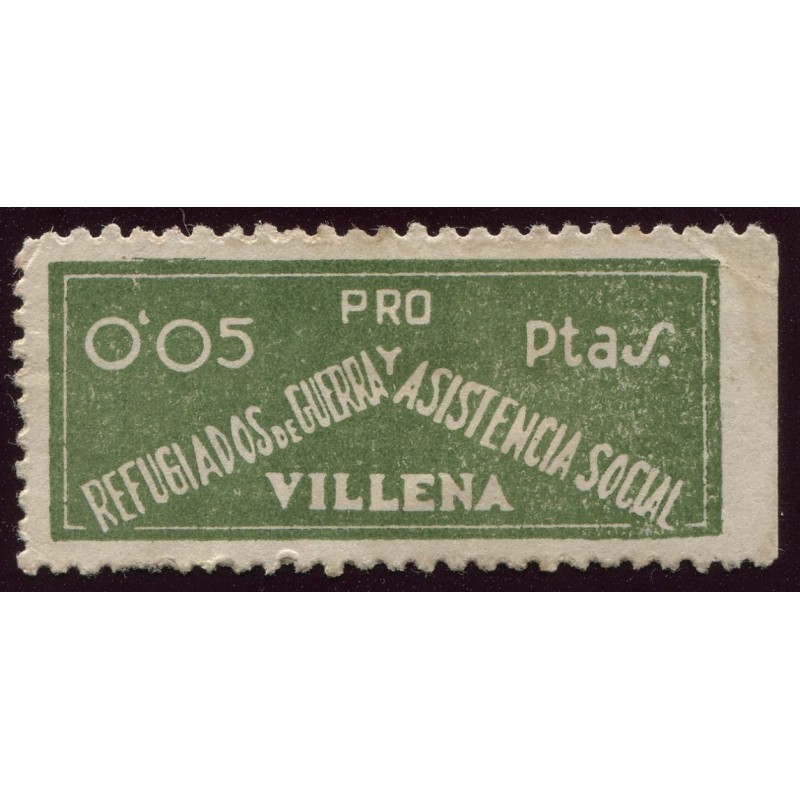 PRO
0'05 Ptas.
REFUGIADOS DE GUERRA Y ASISTENCIA SOCIAL
VILLENA